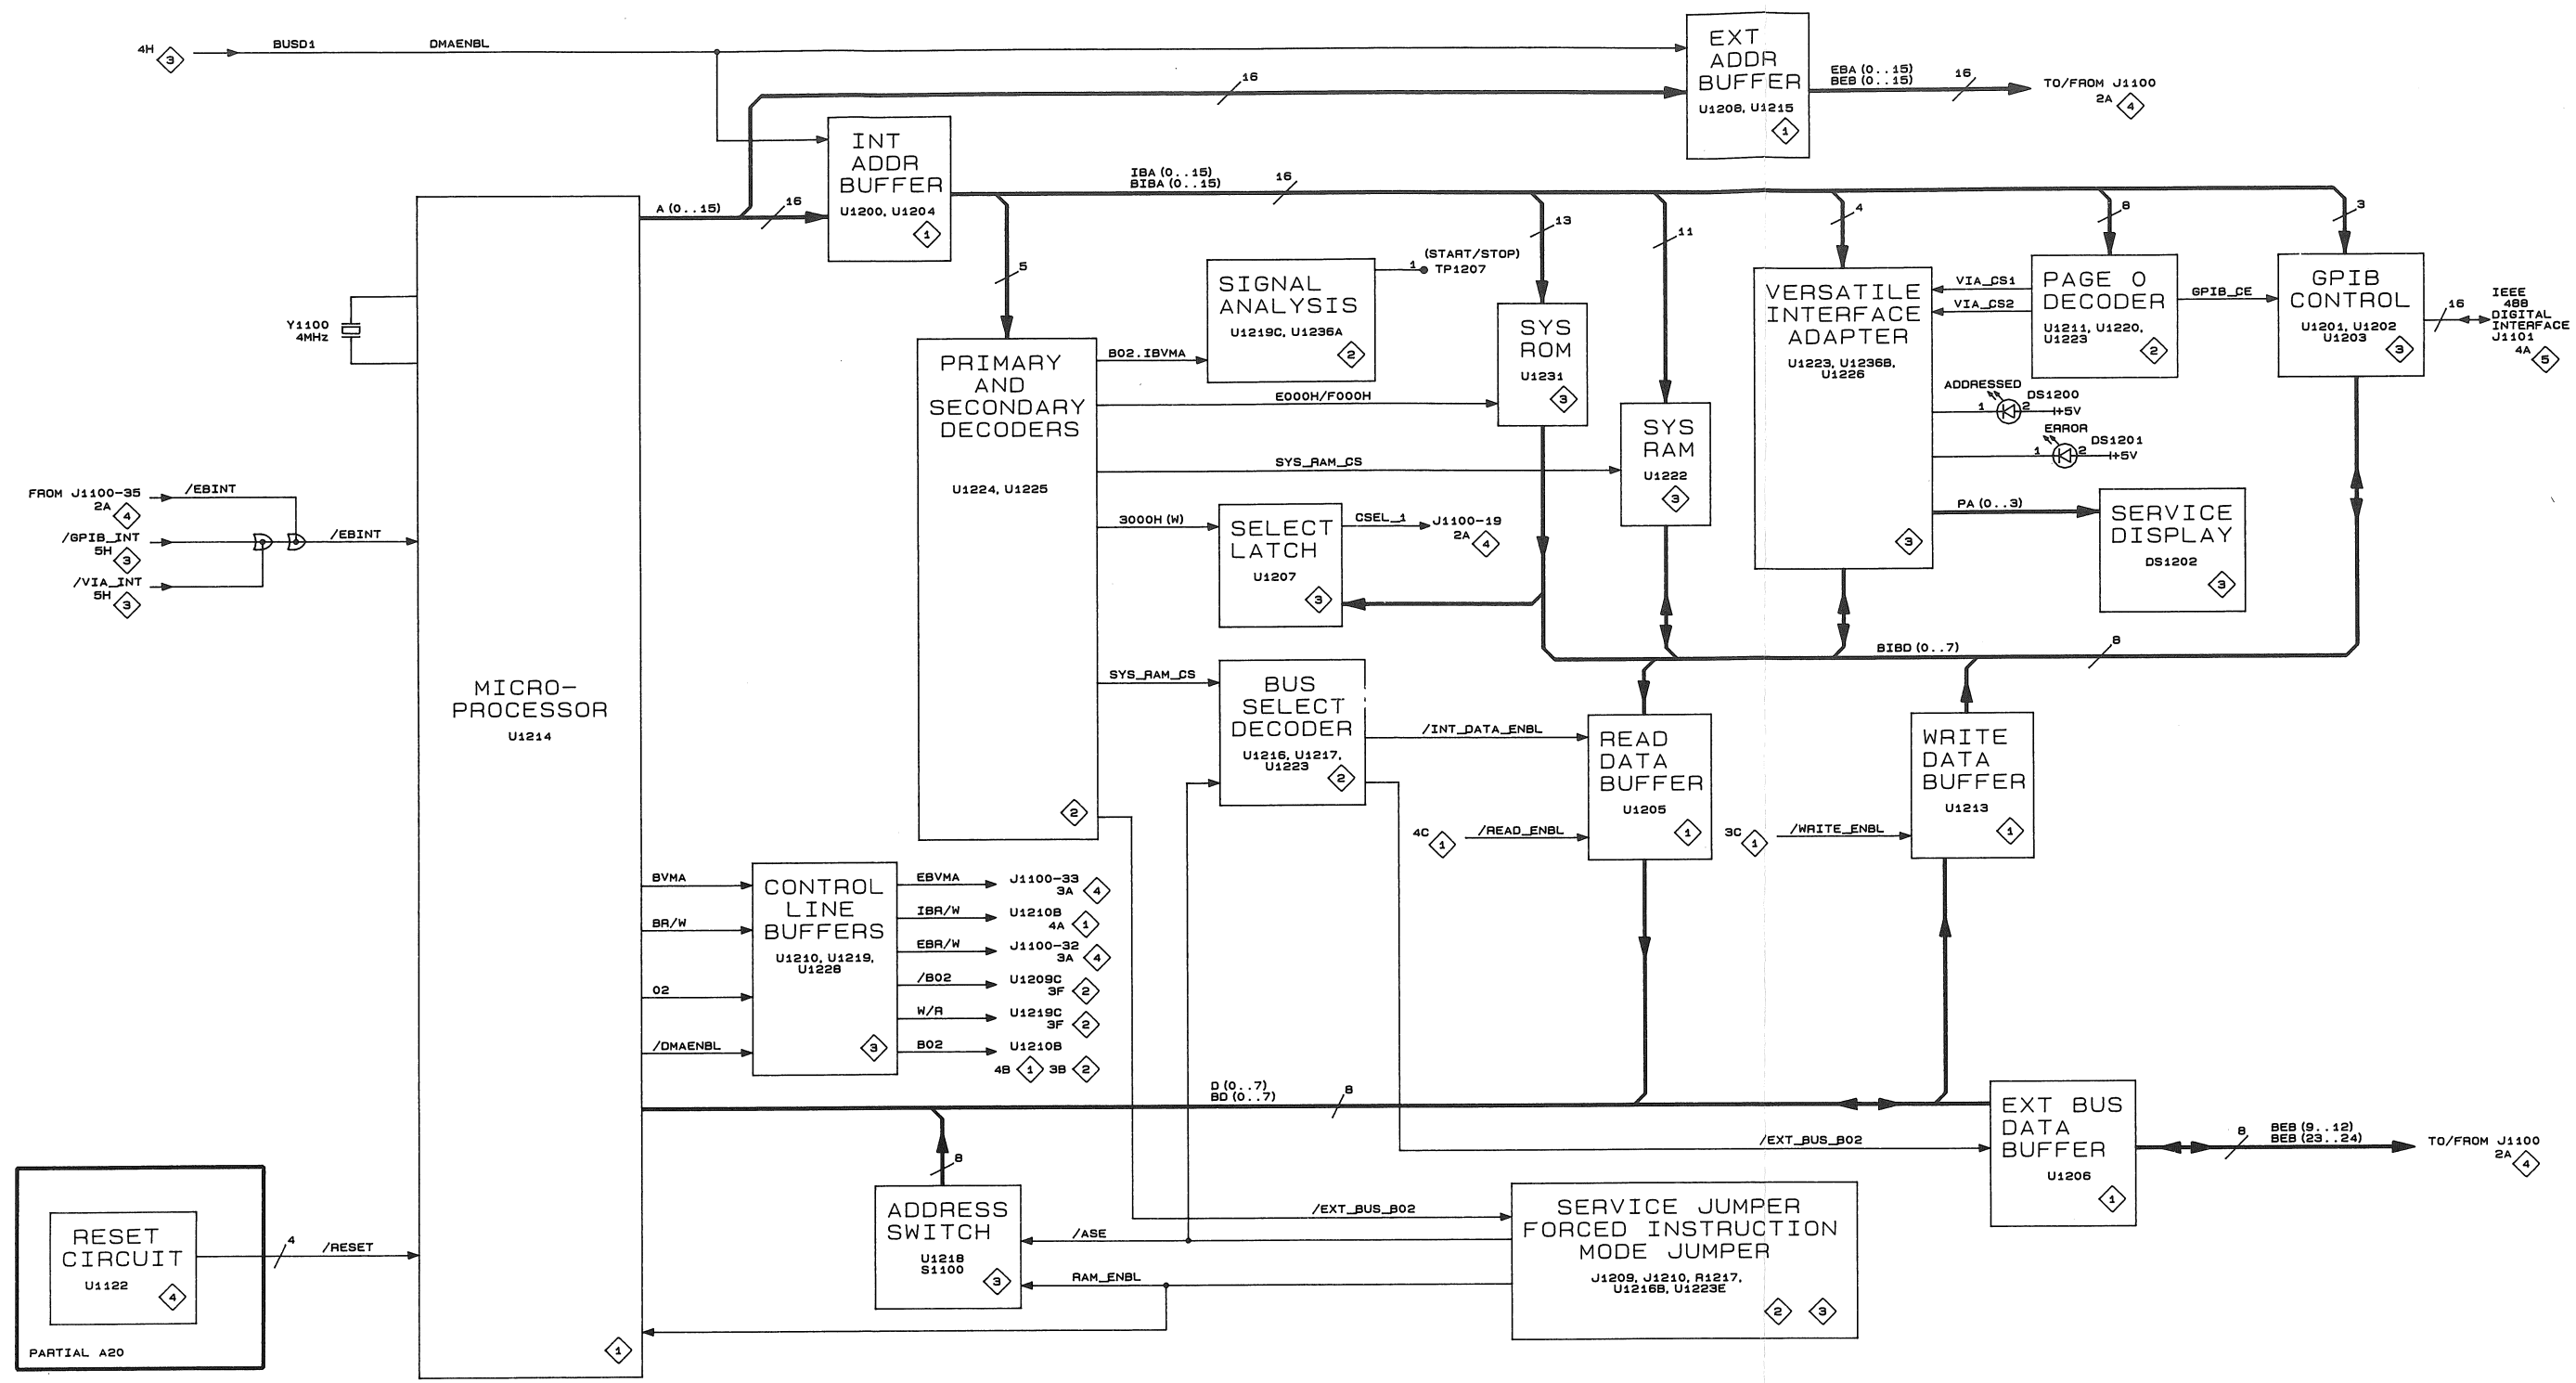 4H
3
BUSD1
DMAENBL
16
EXT
ADDR
BUFFER
U1208, U1215
1
EBA (0..15)
BEB (0..15)
16
TO/FROM J1100
2A
4
INT
ADDR
BUFFER
U1200, U1204
1
A (0..15)
16
IBA (0..15)
BIBA (0..15)
16
5
13
11
4
8
3
MICRO-
PROCESSOR
U1214
1
Y1100
4MHz
FROM J1100-35
2A
4
/EBINT
/GPIB_INT
5H
3
/EBINT
/VIA_INT
5H
3
PRIMARY
AND
SECONDARY
DECODERS
U1224, U1225
2
B02.IBVMA
E000H/F000H
SYS_RAM_CS
3000H (W)
SYS_RAM_CS
SIGNAL
ANALYSIS
U1219C, U1236A
2
(START/STOP)
1
TP1207
SYS
ROM
U1231
3
SYS
RAM
U1222
3
VERSATILE
INTERFACE
ADAPTER
U1223, U1236B,
U1226
3
VIA_CS1
VIA_CS2
PAGE 0
DECODER
U1211, U1220,
U1223
2
GPIB_CE
GPIB
CONTROL
U1201, U1202
U1203
3
16
IEEE
488
DIGITAL
INTERFACE
J1101
4A
5
ADDRESSED
DS1200
1
2
+5V
ERROR
DS1201
1
2
+5V
PA (0..3)
SERVICE
DISPLAY
DS1202
3
SELECT
LATCH
U1207
3
CSEL_1
J1100-19
2A
4
BIBD (0..7)
8
BUS
SELECT
DECODER
U1216, U1217,
U1223
2
/INT_DATA_ENBL
READ
DATA
BUFFER
U1205
1
4C
1
/READ_ENBL
WRITE
DATA
BUFFER
U1213
1
3C
1
/WRITE_ENBL
BVMA
BR/W
02
/DMAENBL
CONTROL
LINE
BUFFERS
U1210, U1219,
U1228
3
EBVMA
J1100-33
3A
4
IBR/W
U1210B
4A
1
EBR/W
J1100-32
3A
4
/B02
U1209C
3F
2
W/R
U1219C
3F
2
B02
U1210B
4B
1
3B
2
D (0..7)
BD (0..7)
8
EXT BUS
DATA
BUFFER
U1206
1
/EXT_BUS_B02
8
BEB (9..12)
BEB (23..24)
TO/FROM J1100
2A
4
8
ADDRESS
SWITCH
U1218
S1100
3
/EXT_BUS_B02
/ASE
RAM_ENBL
SERVICE JUMPER
FORCED INSTRUCTION
MODE JUMPER
J1209, J1210, R1217,
U1216B, U1223E
2
3
RESET
CIRCUIT
U1122
4
4
/RESET
PARTIAL A20